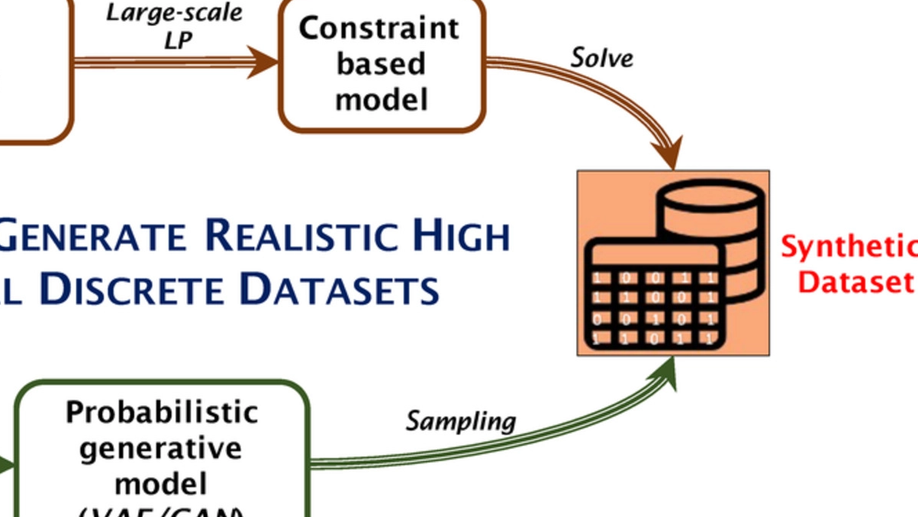 Large-scale
LP
Constraint
based
model
Solve
GENERATE REALISTIC HIGH
L DISCRETE DATASETS
Synthetic
Dataset
1 0 0 1 1
1 1 0 0 1
0 0 1 0 1
1 1 0 1 1
Sampling
Probabilistic
generative
model
(VAE/GAN)